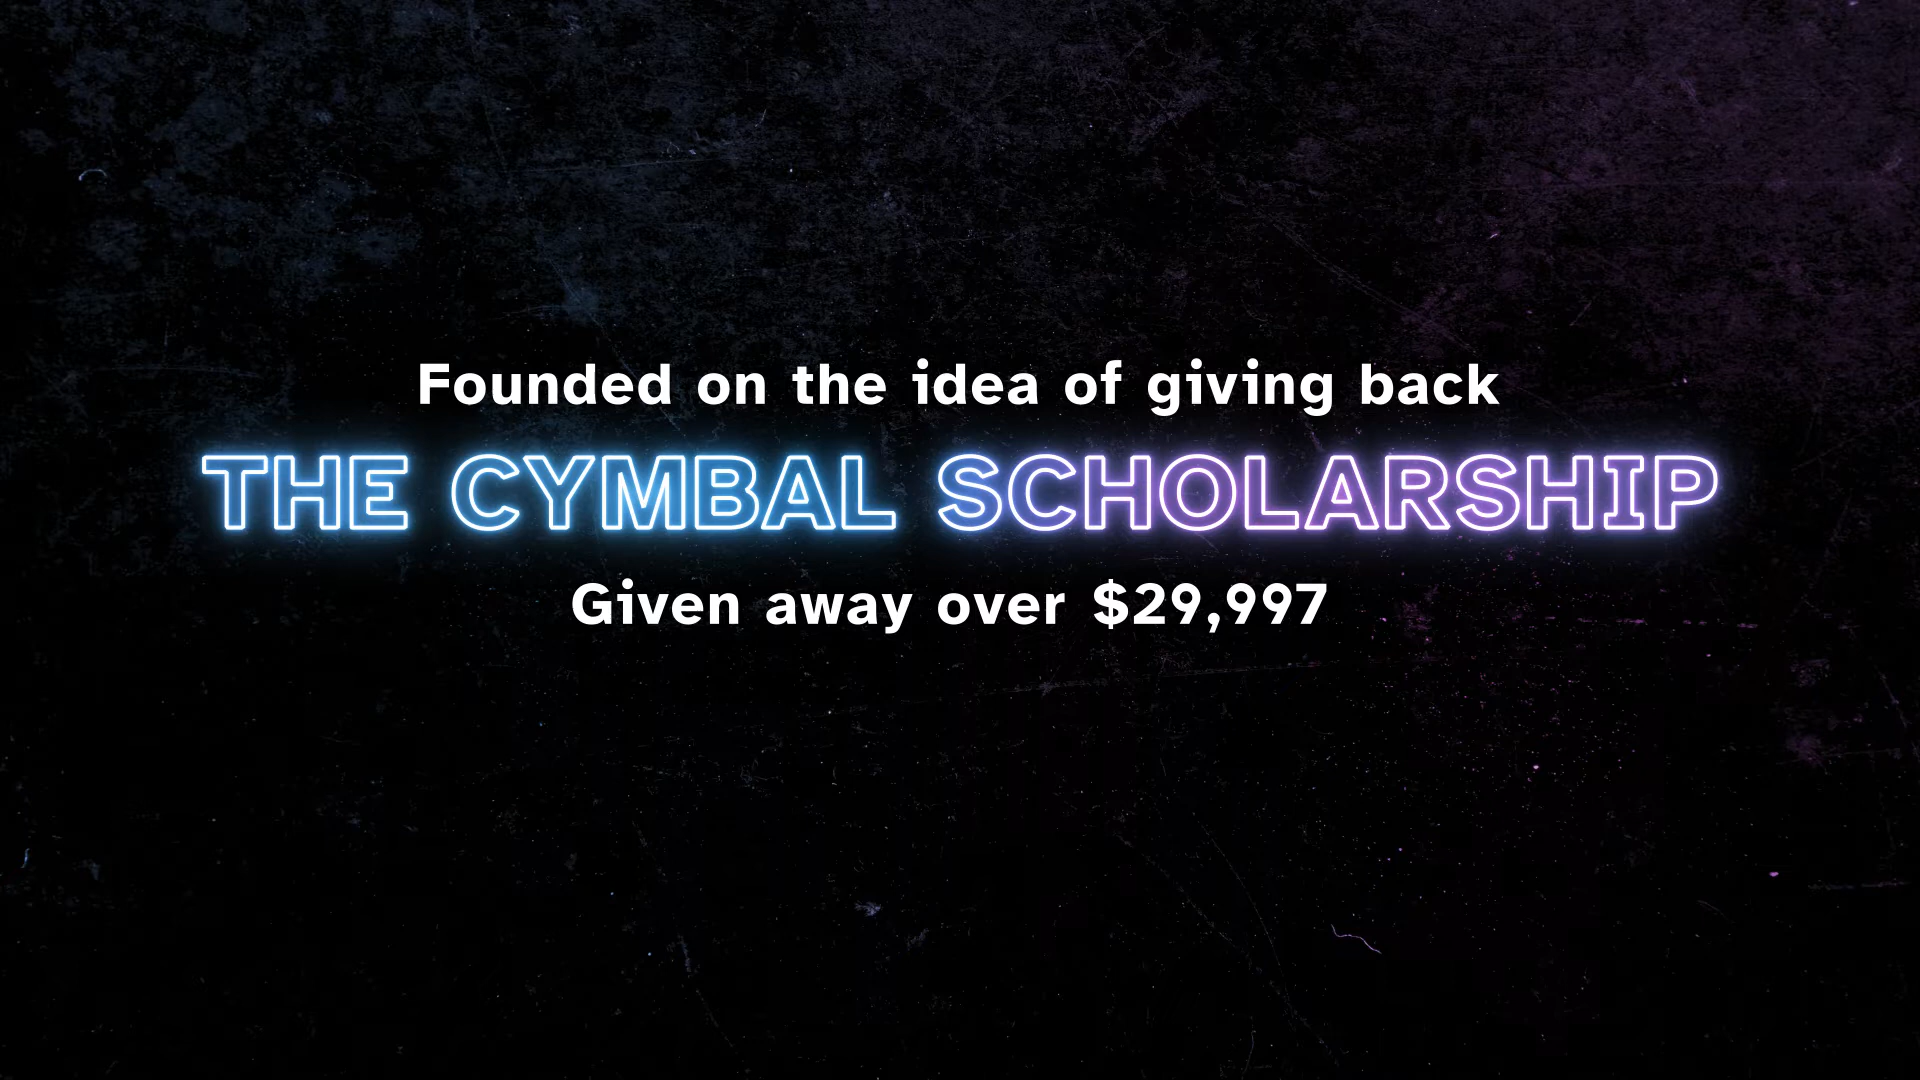 Founded on the idea of giving back
THE CYMBAL SCHOLARSHIP
Given away over $29,997